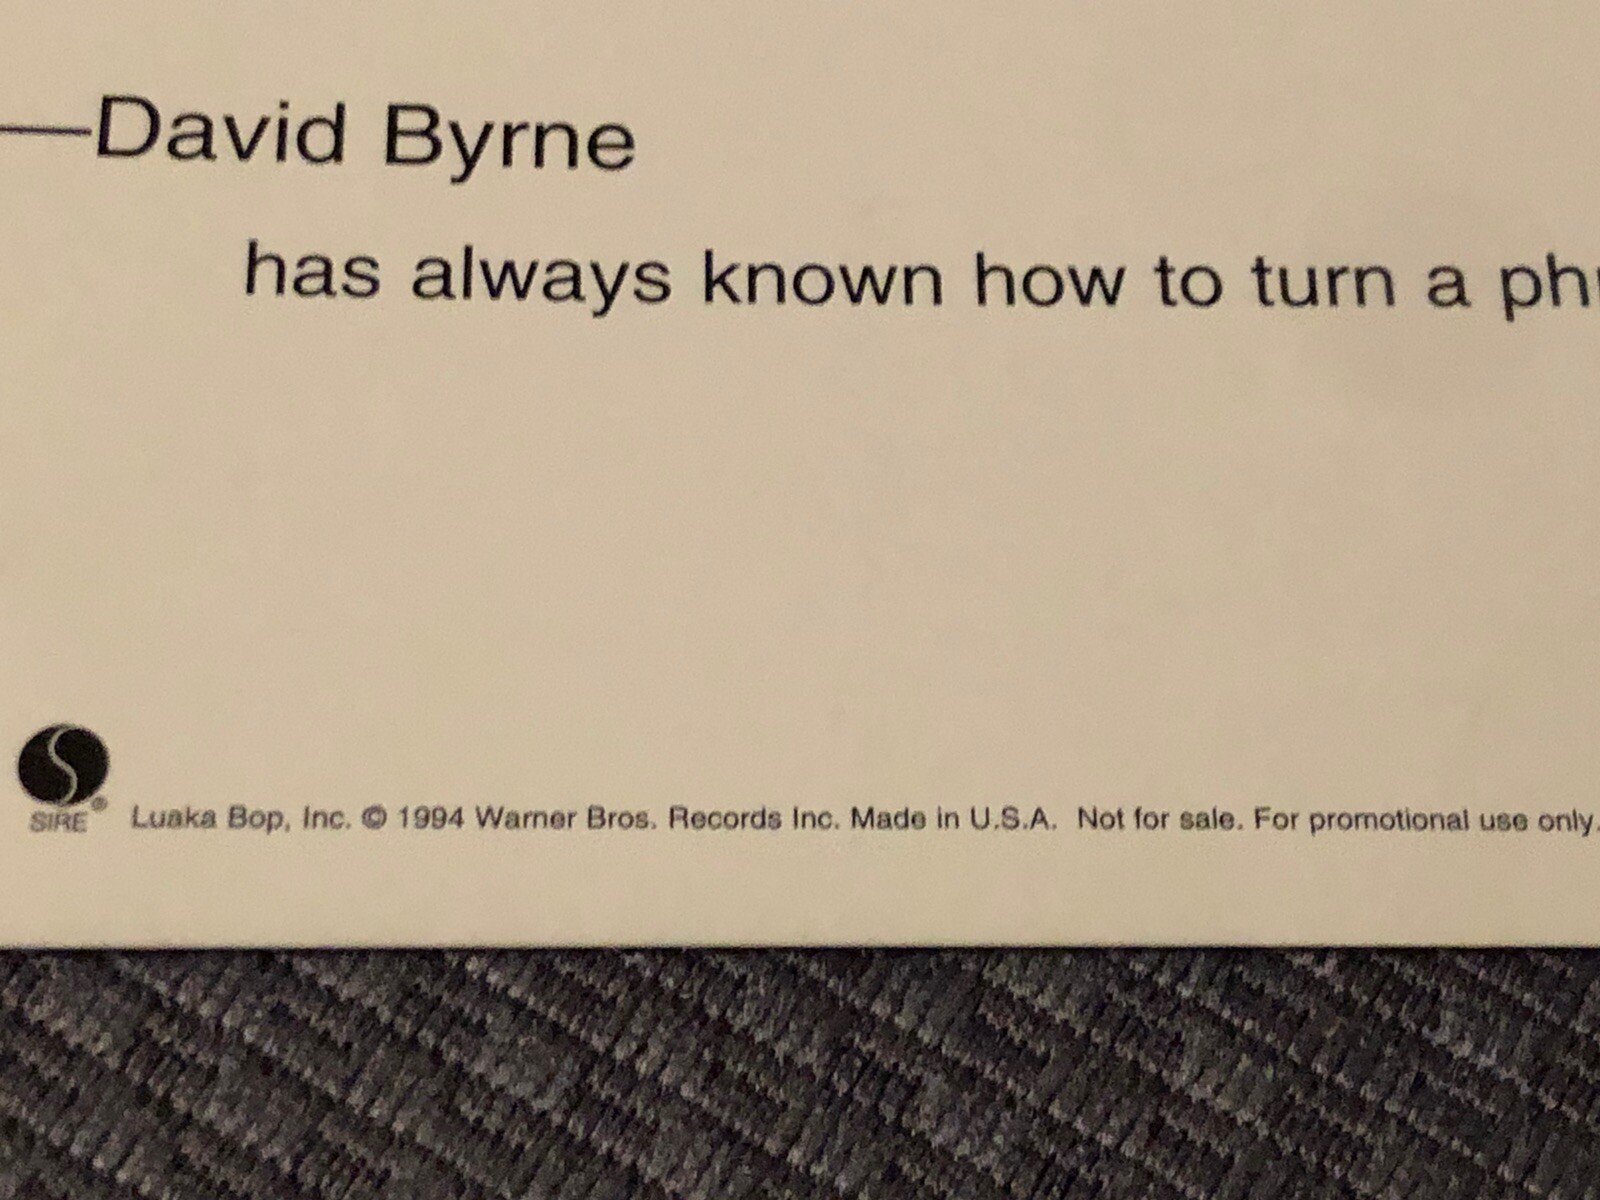 —David Byrne
has always known how to turn a
SIRE®
Luaka Bop, Inc. © 1994 Warner Bros. Records Inc. Made in U.S.A. Not for sale. For promotional use only.